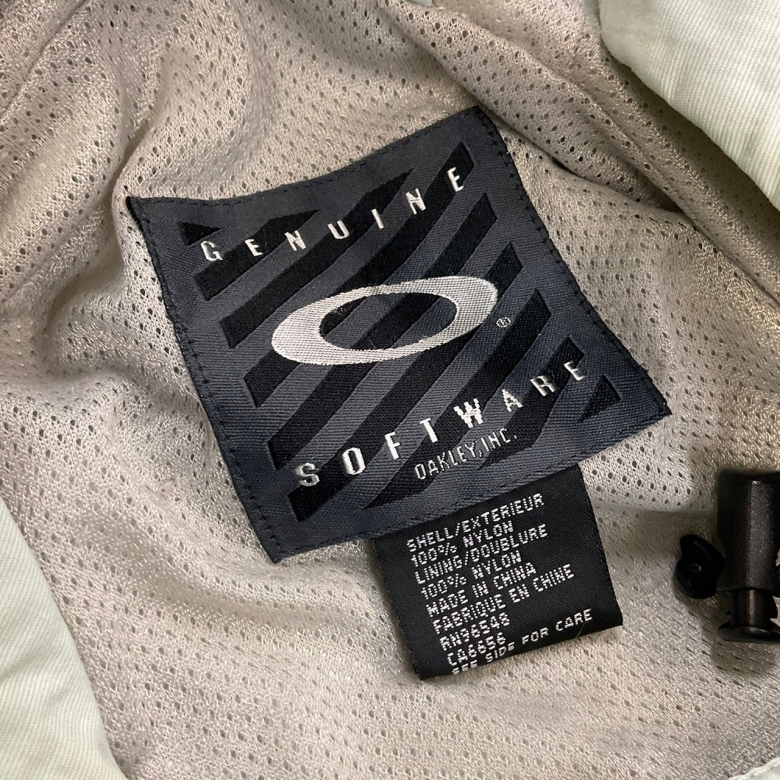 GENUINE
®
SOFTWARE
OAKLEY, INC.
SHELL/EXTERIEUR
100% NYLON
LINING/DOUBLURE
100% NYLON
MADE IN CHINA
FABRIQUE EN CHINE
RN96548
CA6656
SEE SIDE FOR CARE